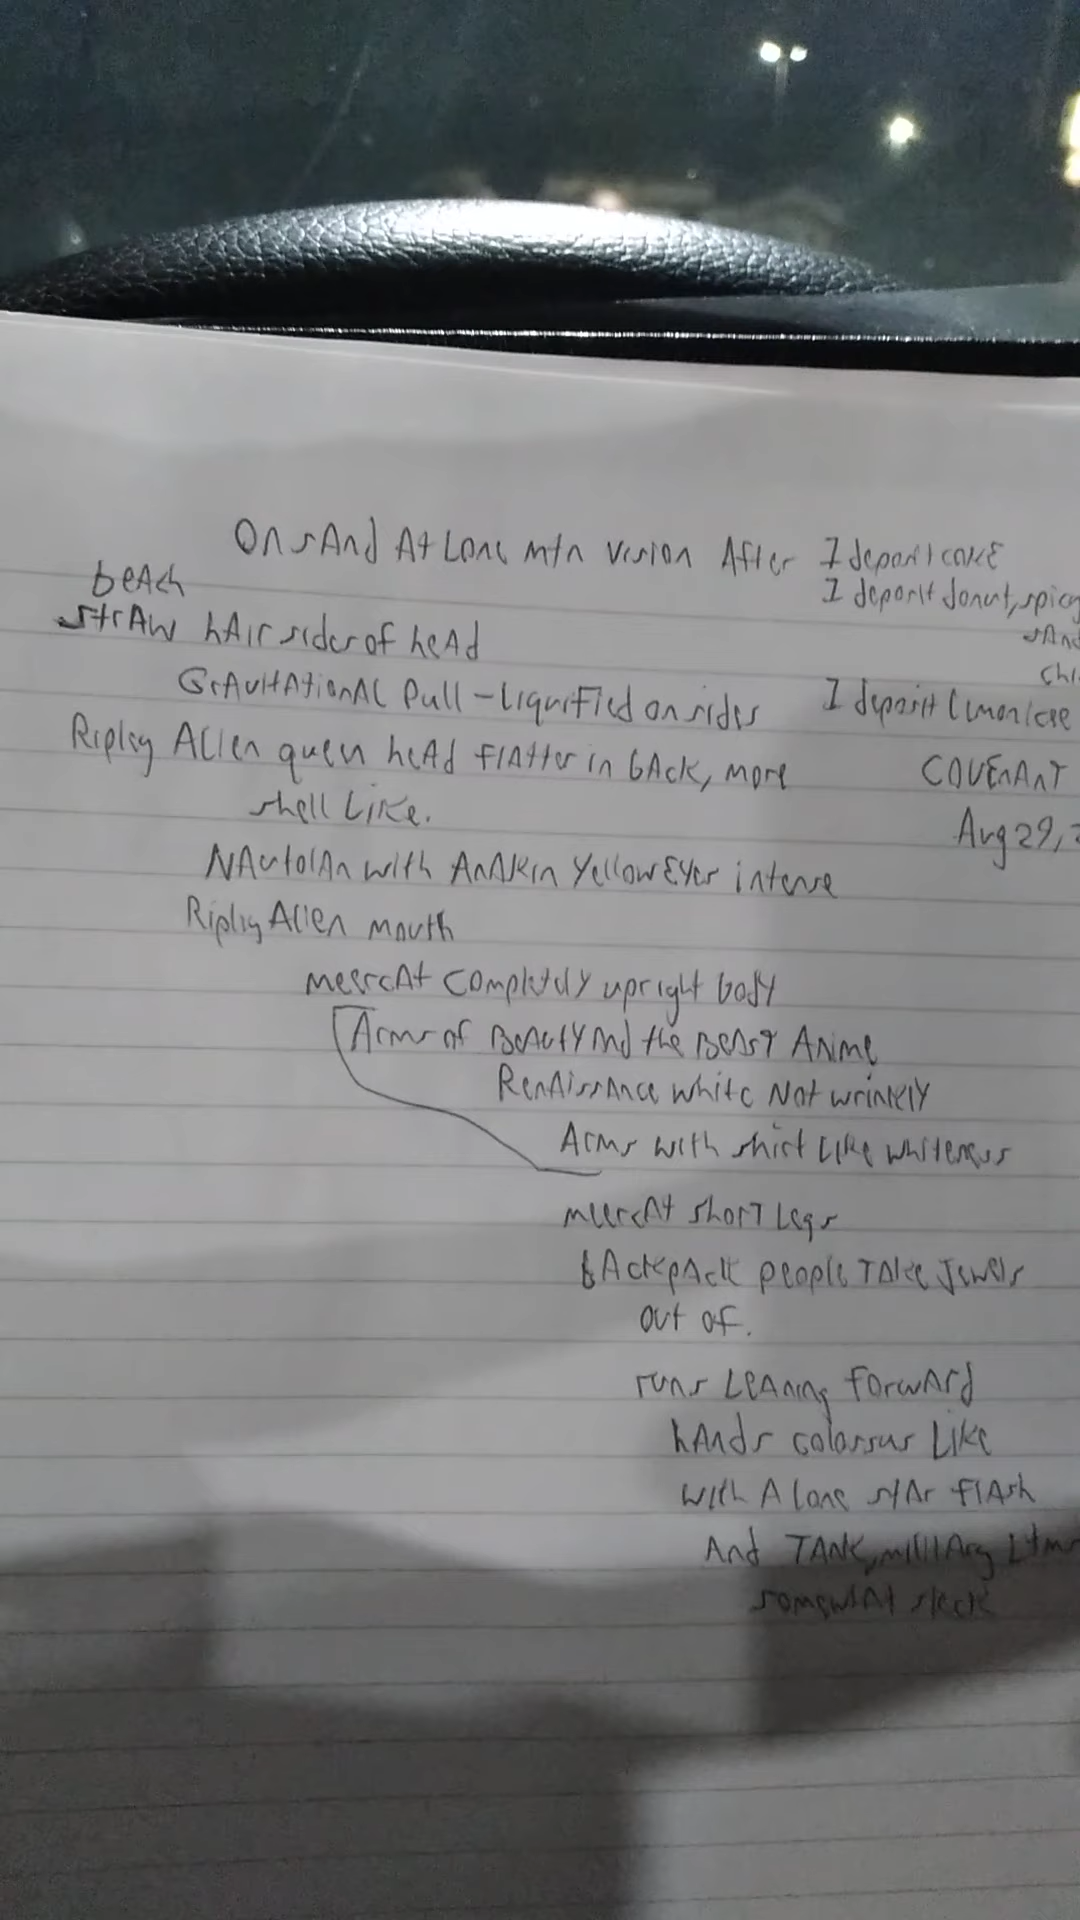 On sand At Lone mtn vision After I deposit cake
I deposit donut, spicy
beach
straw hair sides of head
sand
Gravitational Pull - liquified on sides
I deposit
Ripley Alien queen head flatter in back, more
COVENANT
shell like.
Aug 29,
Nautolan with Anakin Yellow Eyes intense
Ripley Alien mouth
meercat completely upright body
Arms of Beauty and the Beast Anime
Renaissance white Not wrinkely
Arms with shirt like whiteness
meercat short Legs
backpack people Take Jewels
out of.
runs Leaning forward
hands colossus Like
with A lone star flash
And TANK, military
somewhat sleek